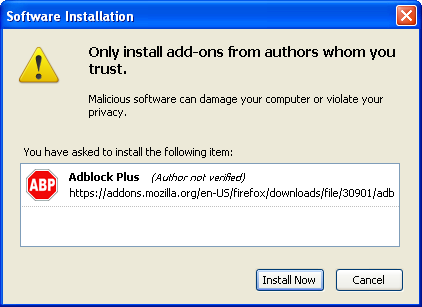 Software Installation
Only install add-ons from authors whom you
trust.
Malicious software can damage your computer or violate your
privacy.
You have asked to install the following item:
ABP
Adblock Plus (Author not verified)
https://addons.mozilla.org/en-US/firefox/downloads/file/30901/adb
Install Now Cancel